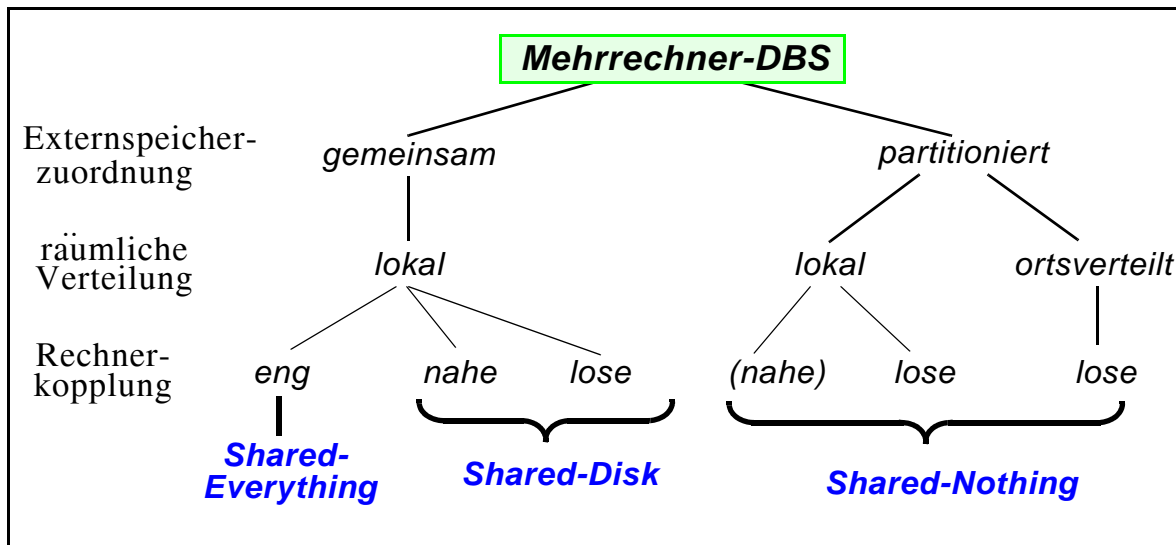 Mehrrechner-DBS
Externspeicher-
zuordnung
gemeinsam
partitioniert
räumliche
Verteilung
lokal
lokal
ortsverteilt
Rechner-
kopplung
eng
nahe
lose
(nahe)
lose
lose
Shared-
Everything
Shared-Disk
Shared-Nothing